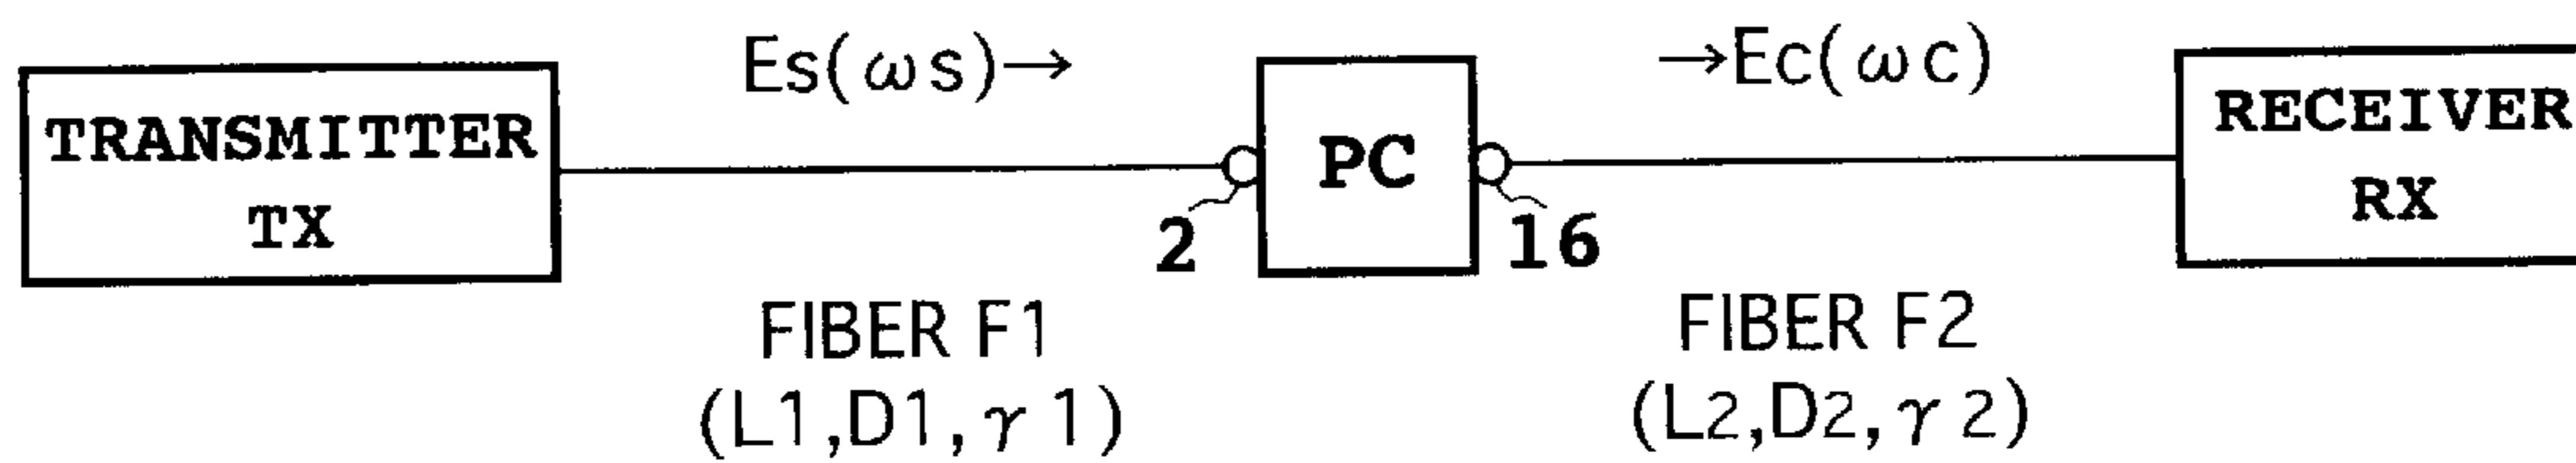 Es(ωs)→
→Ec(ωc)
TRANSMITTER
TX
PC
RECEIVER
RX
2
16
FIBER F1
(L1,D1,γ1)
FIBER F2
(L2,D2,γ2)